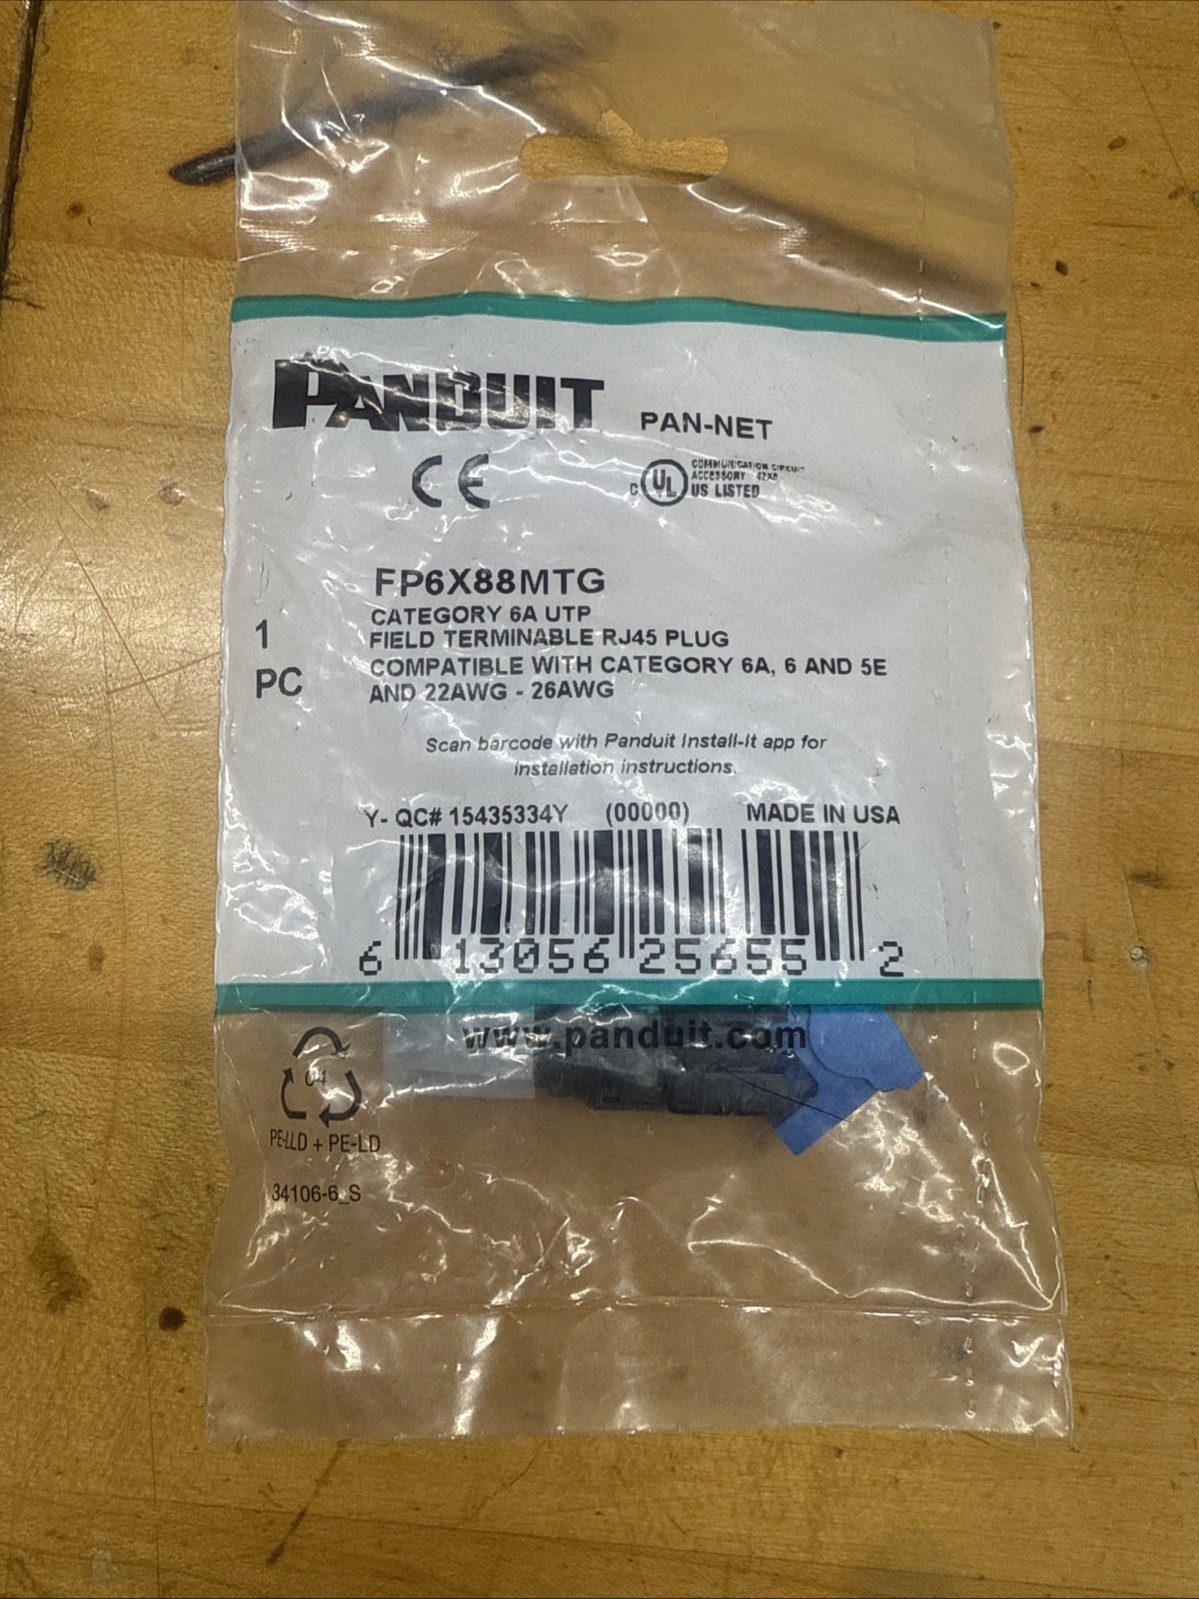 PANDUIT PAN-NET
CE
C UL US LISTED
COMMUNICATION CIRCUIT
ACCESSORY
FP6X88MTG
CATEGORY 6A UTP
FIELD TERMINABLE RJ45 PLUG
COMPATIBLE WITH CATEGORY 6A, 6 AND 5E
AND 22AWG - 26AWG
1
PC
Scan barcode with Panduit Install-It app for
installation instructions.
Y- QC# 15435334Y (00000) MADE IN USA
6 13056 25655 2
www.panduit.com
04
PE-LLD + PE-LD
34106-6_S